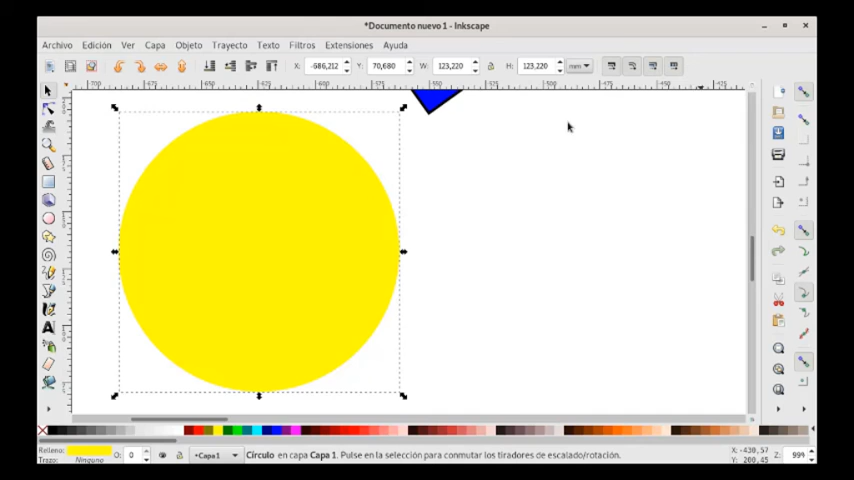 *Documento nuevo 1 - Inkscape
Archivo Edición Ver Capa Objeto Trayecto Texto Filtros Extensiones Ayuda
X: -686,212 Y: 70,680 W: 123,220 H: 123,220 mm
Relleno: O: 0 •Capa1 Círculo en capa Capa 1. Pulse en la selección para conmutar los tiradores de escalado/rotación. X: -430,57 Z: 99%
Trazo: Ninguno Y: 200,45